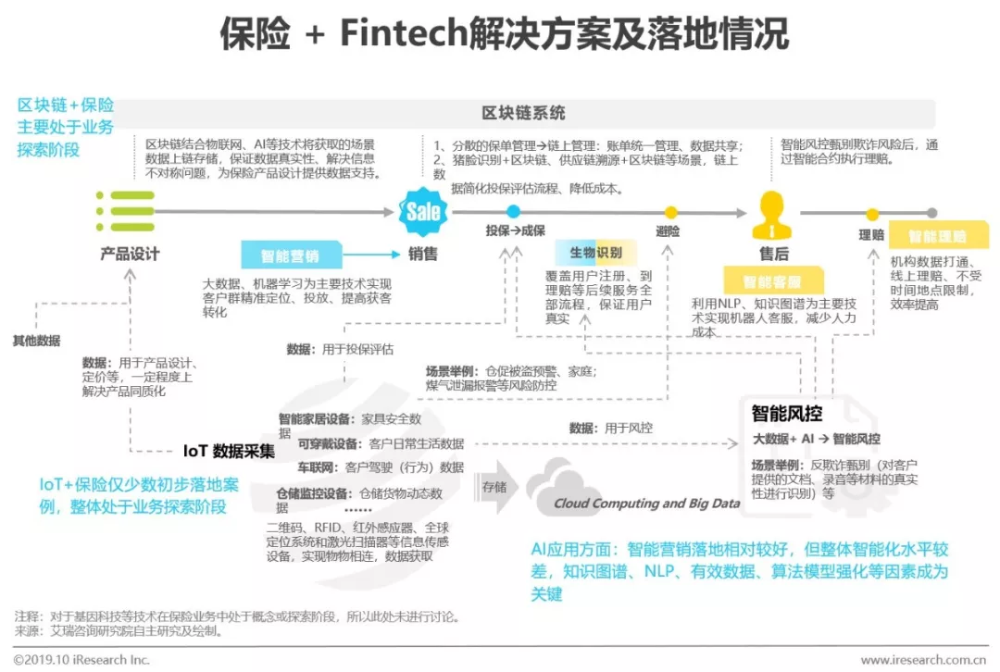 保险 + Fintech解决方案及落地情况
区块链+保险
主要处于业务
探索阶段
区块链系统
区块链结合物联网、AI等技术将获取的场景
数据上链存储，保证数据真实性、解决信息
不对称问题，为保险产品设计提供数据支持。
1、分散的保单管理→链上管理：账单统一管理、数据共享；
2、猪脸识别+区块链、供应链溯源+区块链等场景，链上
数
据简化投保评估流程、降低成本。
智能风控甄别欺诈风险后，通
过智能合约执行理赔。
产品设计
Sale
销售
投保→成保
避险
售后
理赔
智能营销
大数据、机器学习为主要技术实现
客户群精准定位、投放、提高获客
转化
生物识别
覆盖用户注册、到
理赔等后续服务全
部流程，保证用户
真实
智能客服
利用NLP、知识图谱为主要技
术实现机器人客服，减少人力
成本
智能理赔
机构数据打通、
线上理赔、不受
时间地点限制，
效率提高
其他数据
数据：用于产品设计、
定价等，一定程度上
解决产品同质化
数据：用于投保评估
场景举例：仓促被盗预警、家庭；
煤气泄漏报警等风险防控
数据：用于风控
IoT 数据采集
智能家居设备：家具安全数
据
可穿戴设备：客户日常生活数据
车联网：客户驾驶（行为）数据
仓储监控设备：仓储货物动态数
据
……
二维码、RFID、红外感应器、全球
定位系统和激光扫描器等信息传感
设备，实现物物相连，数据获取
存储
Cloud Computing and Big Data
智能风控
大数据+ AI → 智能风控
场景举例：反欺诈甄别（对客户
提供的文档、录音等材料的真实
性进行识别）等
IoT+保险仅少数初步落地案
例，整体处于业务探索阶段
AI应用方面：智能营销落地相对较好，但整体智能化水平较
差，知识图谱、NLP、有效数据、算法模型强化等因素成为
关键
注释：对于基因科技等技术在保险业务中处于概念或探索阶段，所以此处未进行讨论。
来源：艾瑞咨询研究院自主研究及绘制。
©2019.10 iResearch Inc.
www.iresearch.com.cn